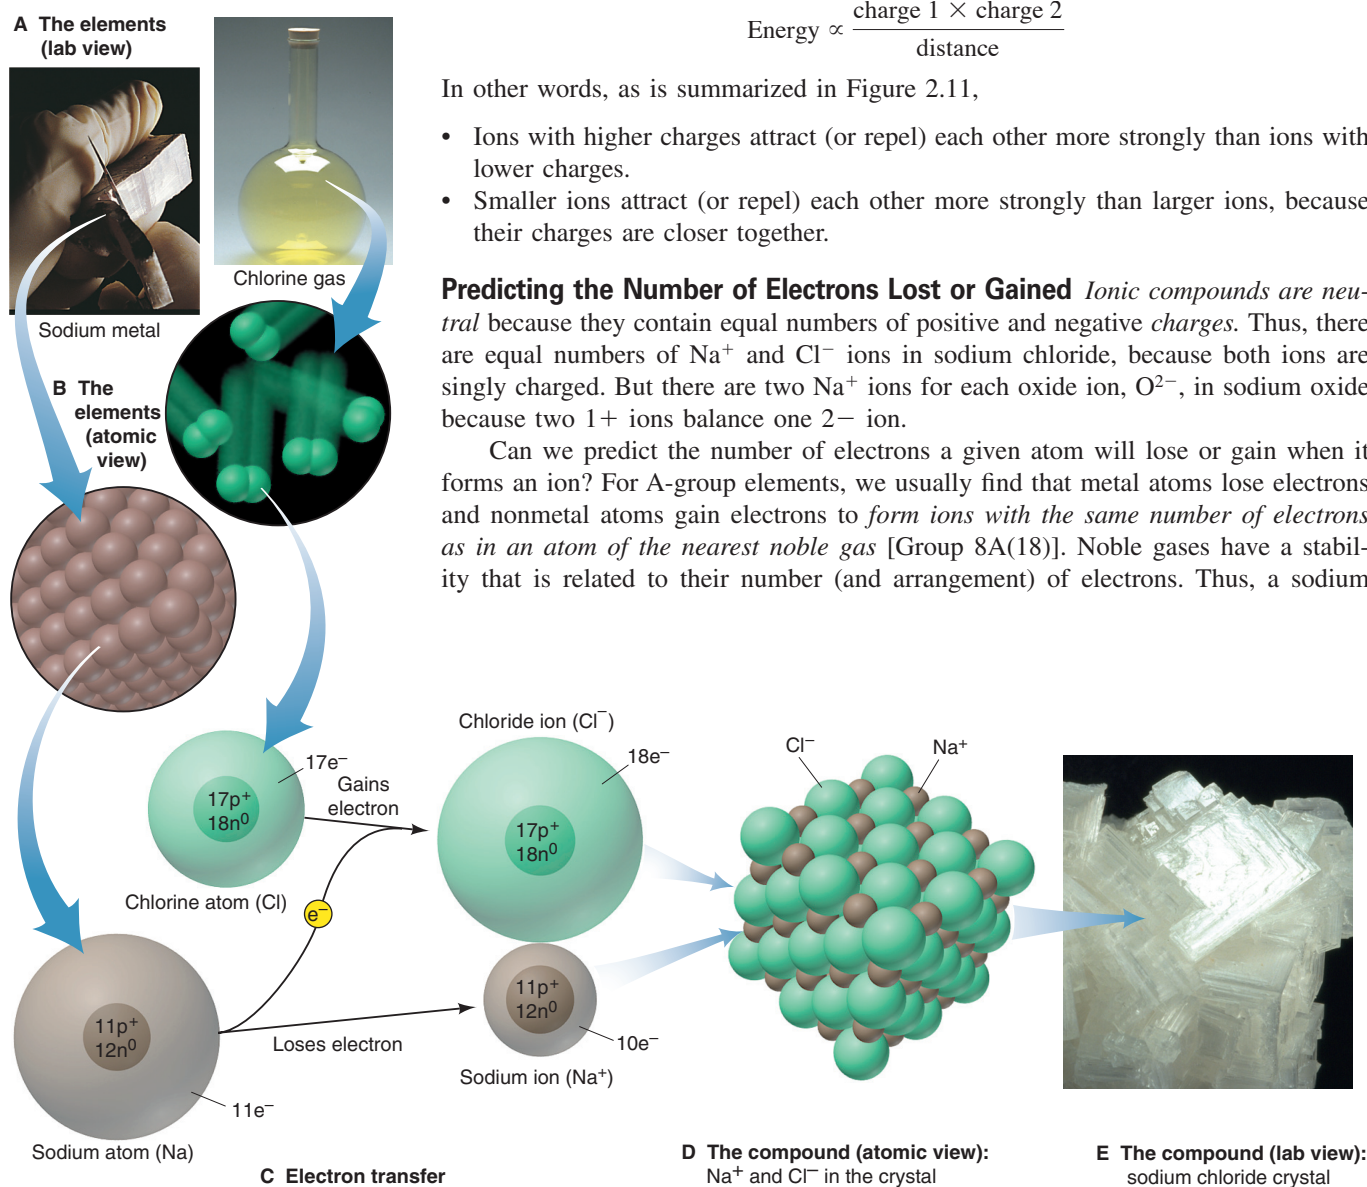 A The elements
(lab view)
Sodium metal
Chlorine gas
B The
elements
(atomic
view)
Energy ∝ charge 1 × charge 2
distance
In other words, as is summarized in Figure 2.11,
• Ions with higher charges attract (or repel) each other more strongly than ions with
lower charges.
• Smaller ions attract (or repel) each other more strongly than larger ions, because
their charges are closer together.
Predicting the Number of Electrons Lost or Gained Ionic compounds are neu-
tral because they contain equal numbers of positive and negative charges. Thus, there
are equal numbers of Na⁺ and Cl⁻ ions in sodium chloride, because both ions are
singly charged. But there are two Na⁺ ions for each oxide ion, O²⁻, in sodium oxide
because two 1+ ions balance one 2− ion.
Can we predict the number of electrons a given atom will lose or gain when it
forms an ion? For A-group elements, we usually find that metal atoms lose electrons
and nonmetal atoms gain electrons to form ions with the same number of electrons
as in an atom of the nearest noble gas [Group 8A(18)]. Noble gases have a stabil-
ity that is related to their number (and arrangement) of electrons. Thus, a sodium
17e⁻
17p⁺
18n⁰
Chlorine atom (Cl)
Gains
electron
e⁻
Chloride ion (Cl⁻)
18e⁻
17p⁺
18n⁰
11p⁺
12n⁰
11e⁻
Sodium atom (Na)
Loses electron
11p⁺
12n⁰
10e⁻
Sodium ion (Na⁺)
C Electron transfer
Cl⁻
Na⁺
D The compound (atomic view):
Na⁺ and Cl⁻ in the crystal
E The compound (lab view):
sodium chloride crystal